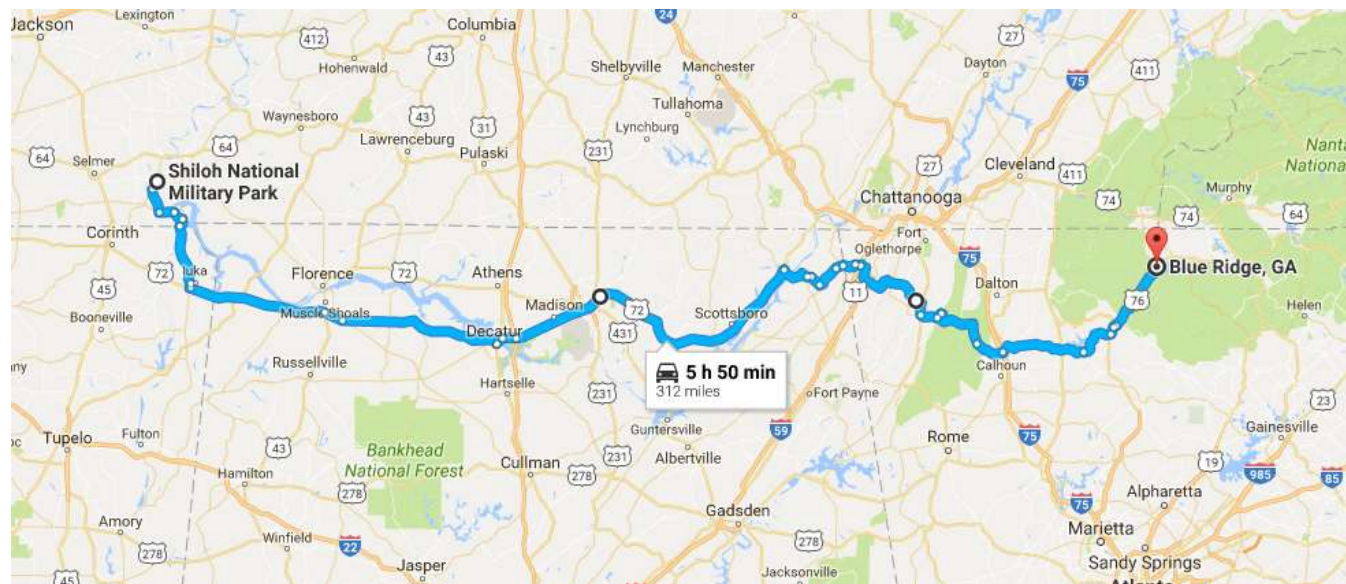 Jackson
Lexington
412
Hohenwald
43
Columbia
43
24
Shelbyville
Manchester
27
Dayton
411
411
75
Tullahoma
Lynchburg
Waynesboro
43
Lawrenceburg
31
Pulaski
231
64
Selmer
64
Shiloh National
Military Park
27
Cleveland
411
Nanta
National
Chattanooga
74
Murphy
74
64
Fort
Oglethorpe
75
Corinth
72
Iuka
Florence
72
Athens
Madison
72
11
Dalton
Blue Ridge, GA
76
Helen
45
Booneville
Muscle Shoals
Decatur
431
Scottsboro
Russellville
Hartselle
5 h 50 min
312 miles
Calhoun
231
Fort Payne
Guntersville
59
Rome
75
23
Gainesville
Tupelo
Fulton
43
Bankhead
National Forest
Cullman
231
278
Albertville
19
985
85
Hamilton
278
75
Alpharetta
Amory
278
Winfield
22
Jasper
Gadsden
Marietta
Sandy Springs
45
Jacksonville
Atlanta